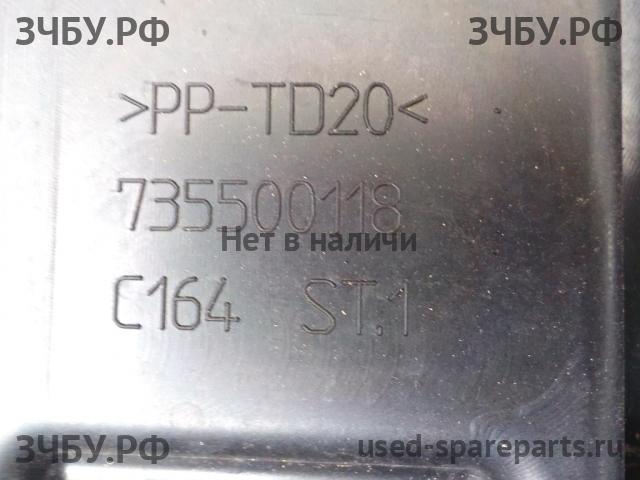 ЗЧБУ.РФ ЗЧБУ.РФ
>PP-TD20<
735500118
Нет в наличи
C164 ST.1
ЗЧБУ.РФ used-spareparts.ru